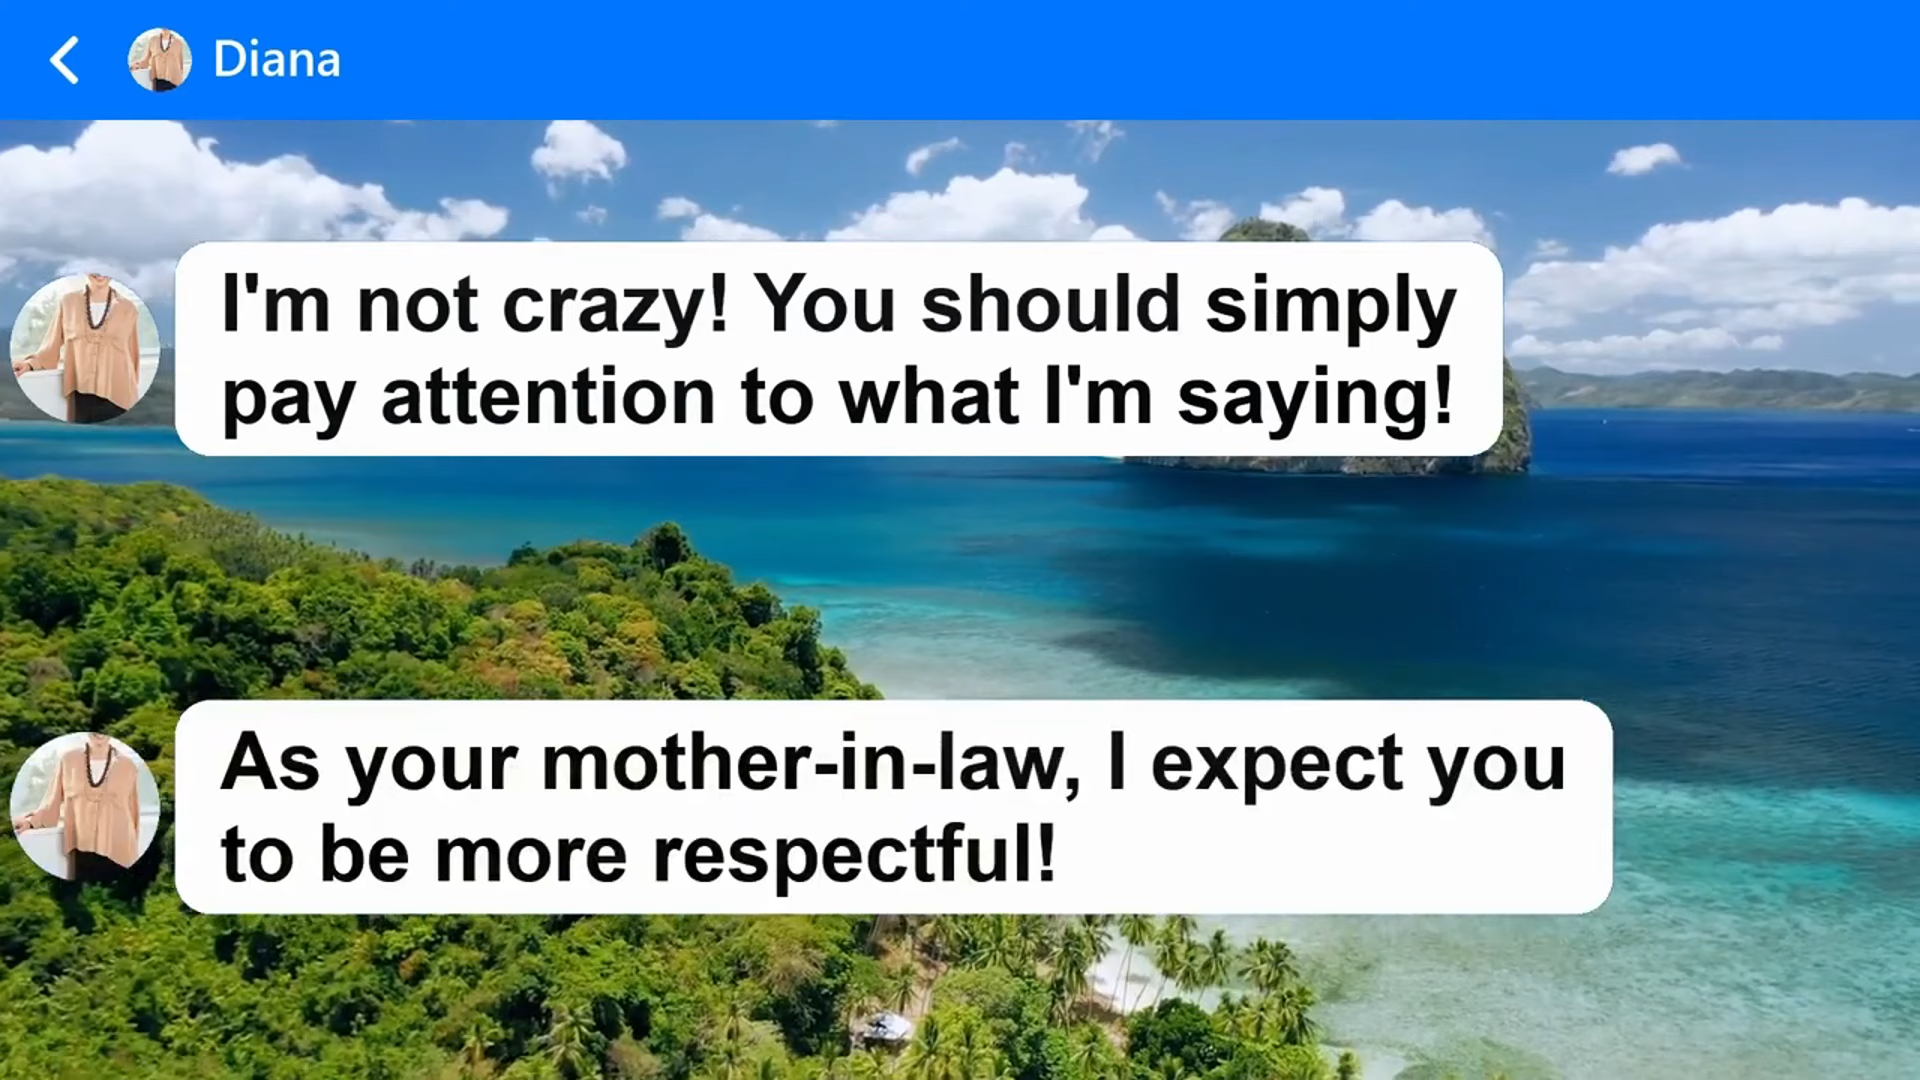 Diana
I'm not crazy! You should simply
pay attention to what I'm saying!
As your mother-in-law, I expect you
to be more respectful!